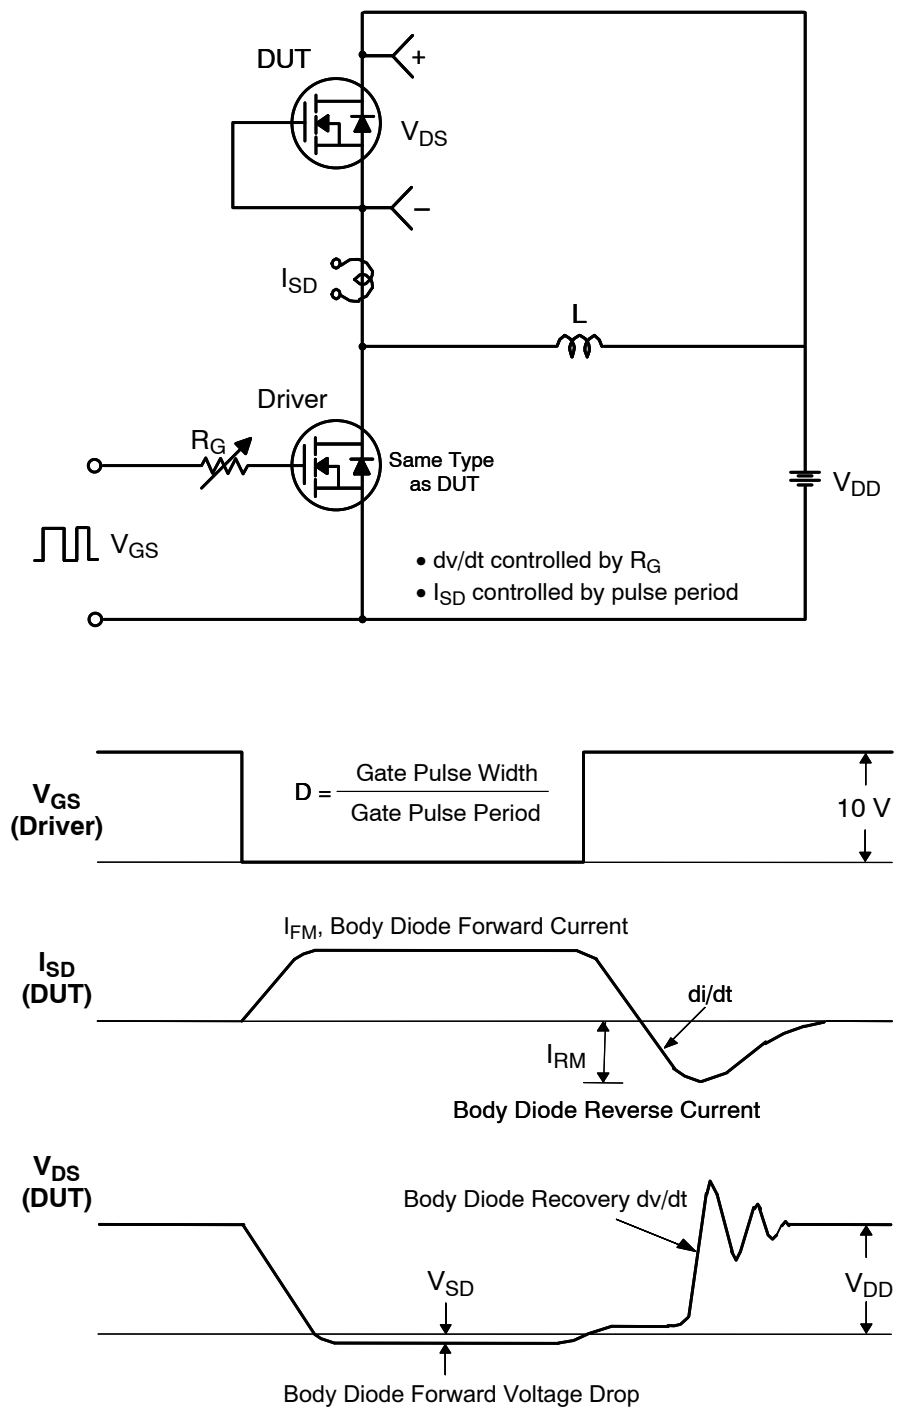 DUT
+
VDS
−
ISD
L
Driver
RG
Same Type
as DUT
VDD
VGS
• dv/dt controlled by RG
• ISD controlled by pulse period
VGS
(Driver)
D = Gate Pulse Width
Gate Pulse Period
10 V
IFM, Body Diode Forward Current
ISD
(DUT)
di/dt
IRM
Body Diode Reverse Current
VDS
(DUT)
Body Diode Recovery dv/dt
VSD
VDD
Body Diode Forward Voltage Drop